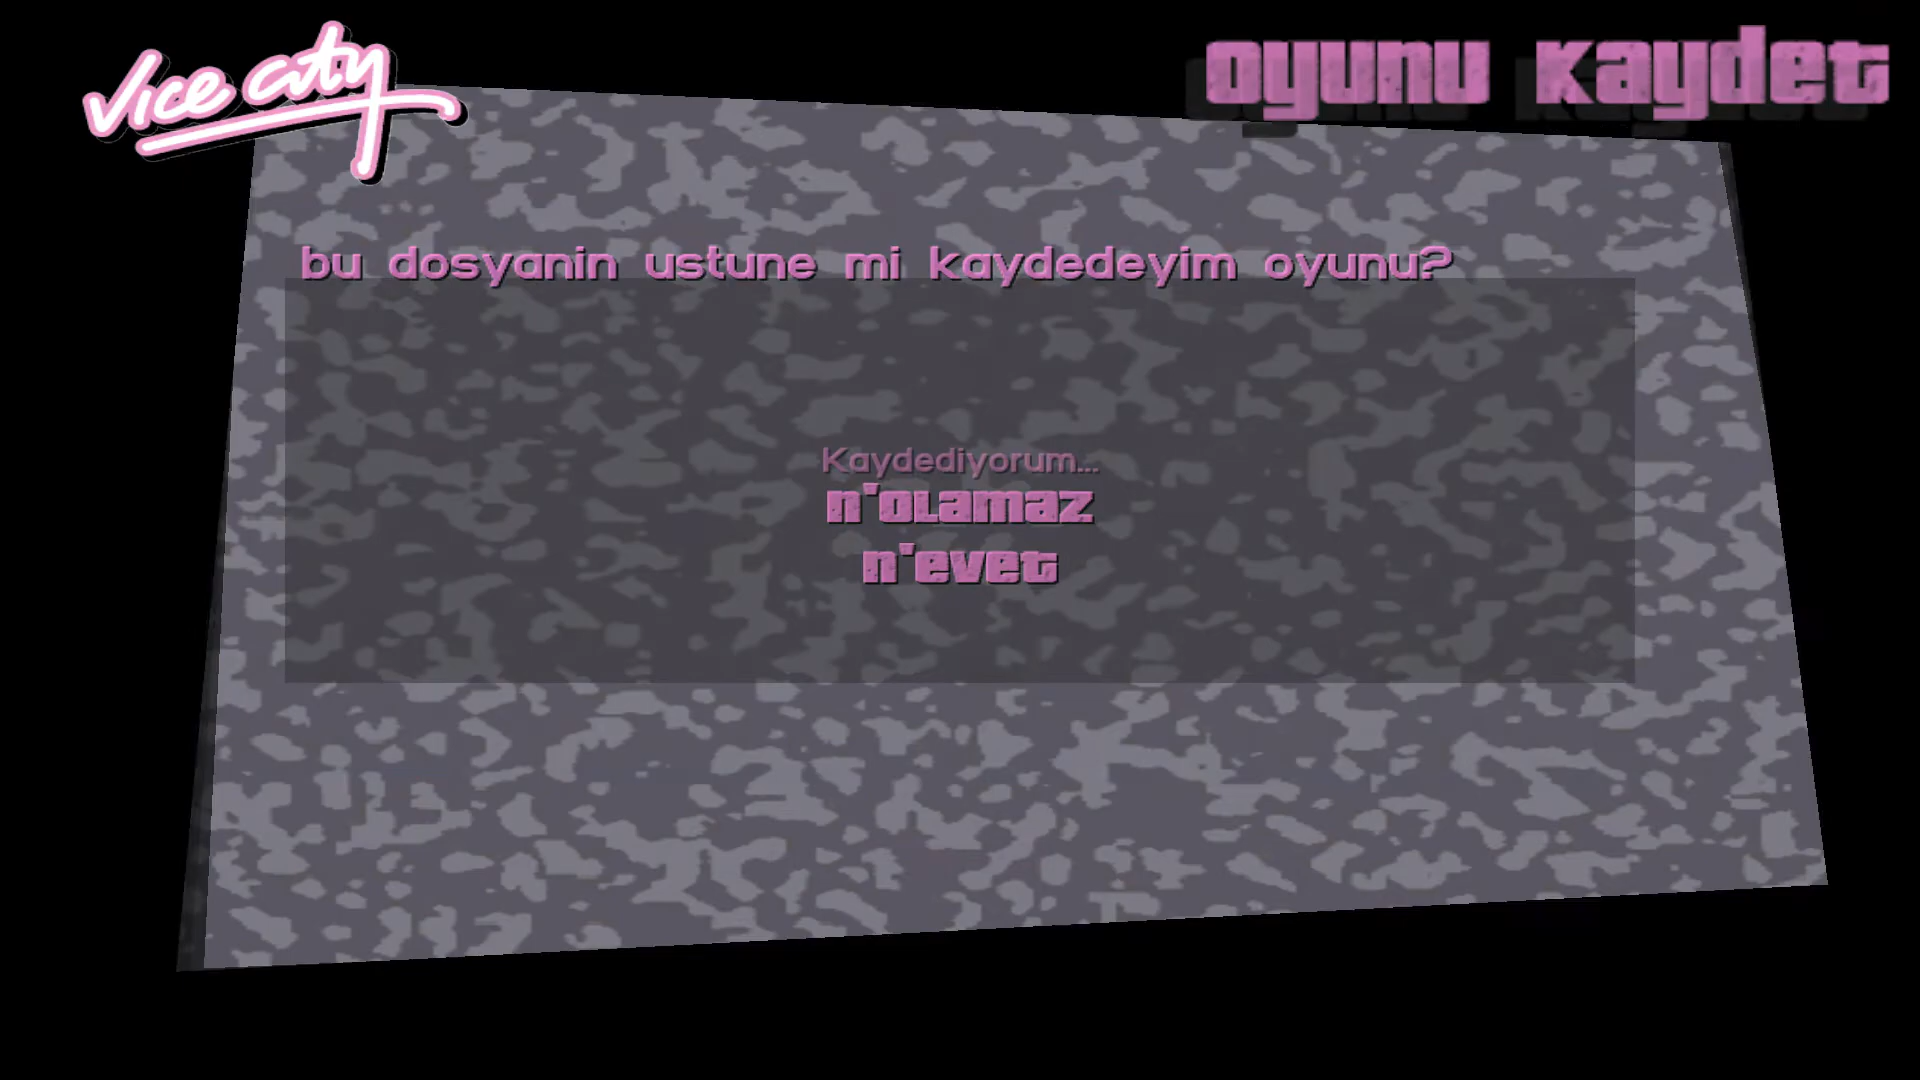 vice city
oyunu kaydet
bu dosyanin ustune mi kaydedeyim oyunu?
Kaydediyorum...
n'olamaz
n'evet